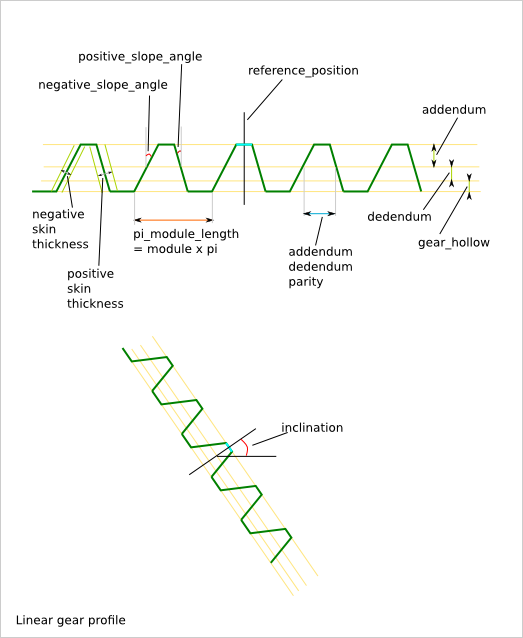 positive_slope_angle
negative_slope_angle
reference_position
addendum
negative
skin
thickness
positive
skin
thickness
pi_module_length
= module x pi
addendum
dedendum
parity
dedendum
gear_hollow
inclination
Linear gear profile